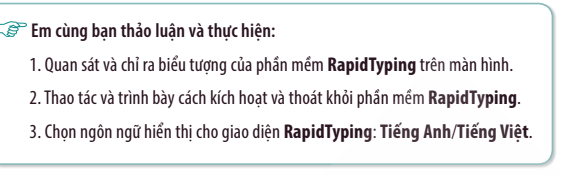 Em cùng bạn thảo luận và thực hiện:
1. Quan sát và chỉ ra biểu tượng của phần mềm RapidTyping trên màn hình.
2. Thao tác và trình bày cách kích hoạt và thoát khỏi phần mềm RapidTyping.
3. Chọn ngôn ngữ hiển thị cho giao diện RapidTyping: Tiếng Anh/Tiếng Việt.